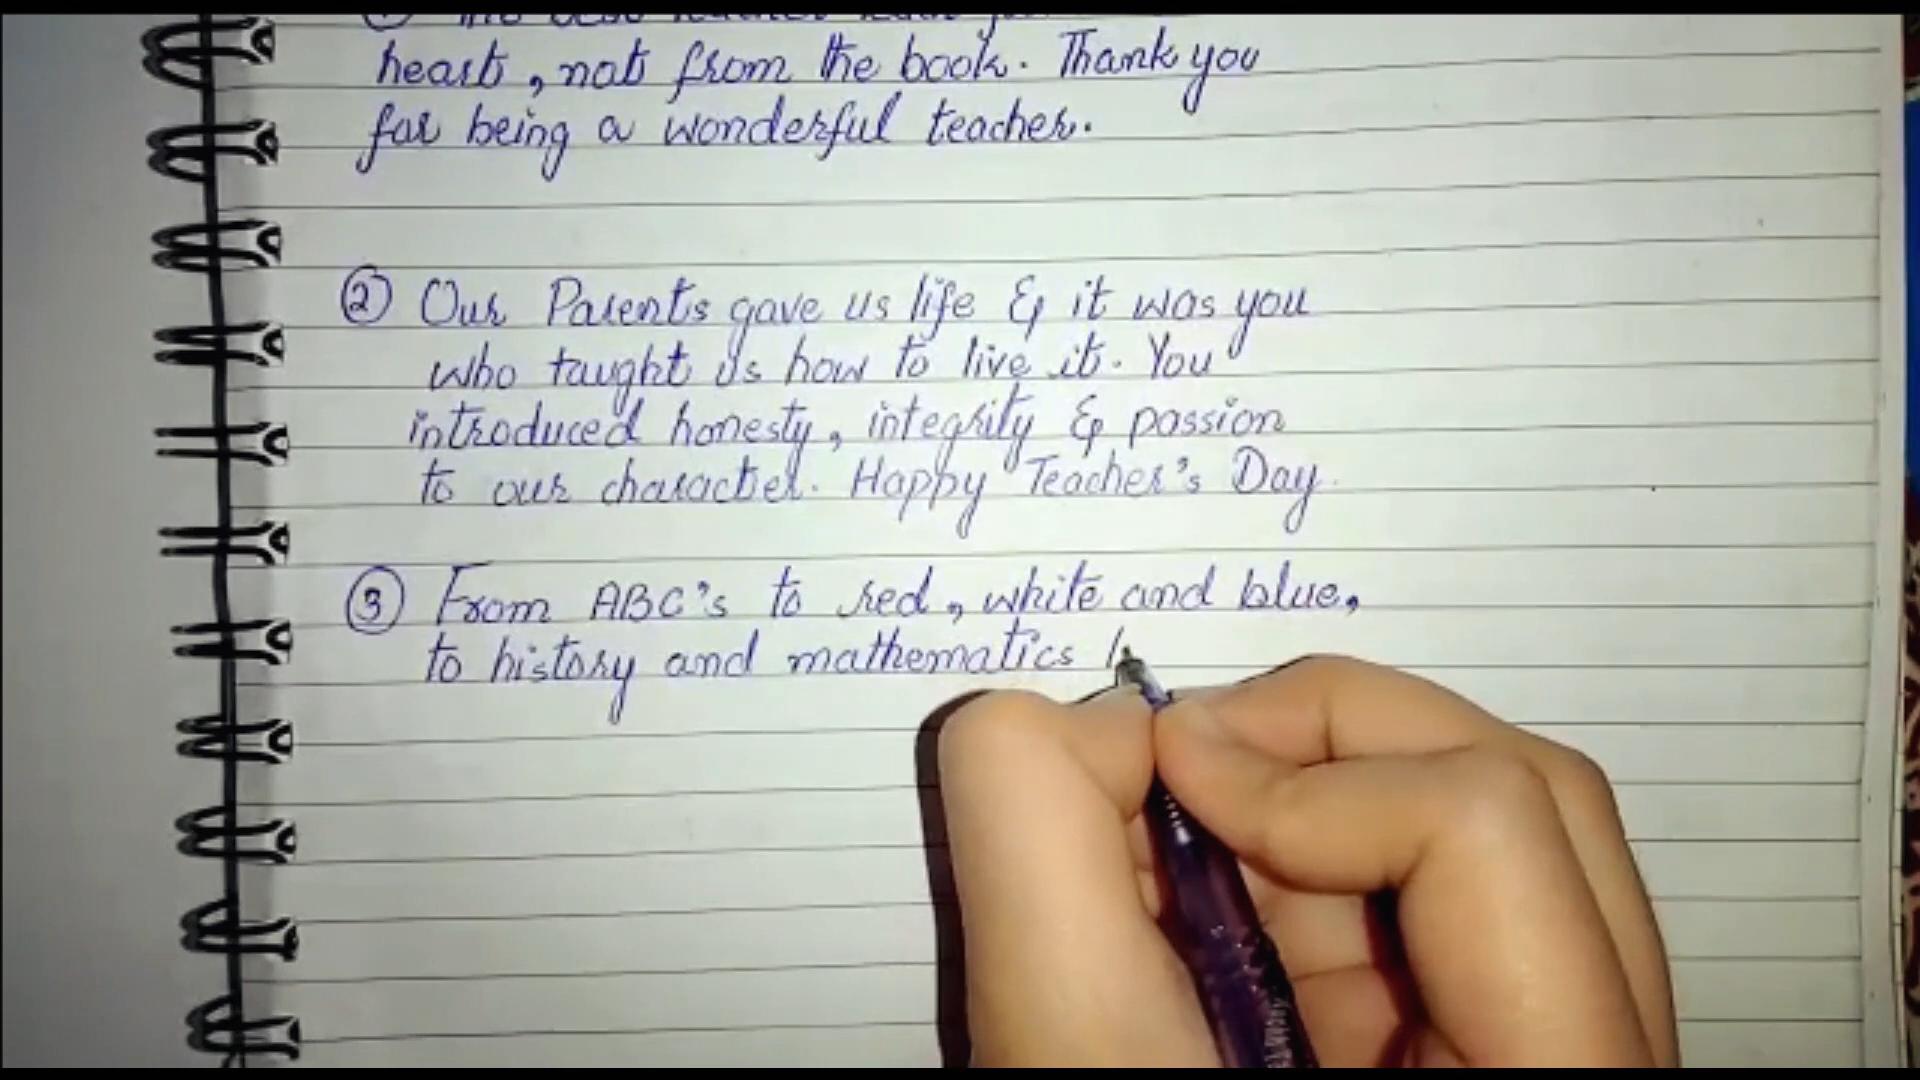 heart, not from the book. Thank you
for being a wonderful teacher.
② Our Parents gave us life & it was you
who taught us how to live it. You
introduced honesty, integrity & passion
to our character. Happy Teacher's Day.
③ From ABC's to red, white and blue,
to history and mathematics